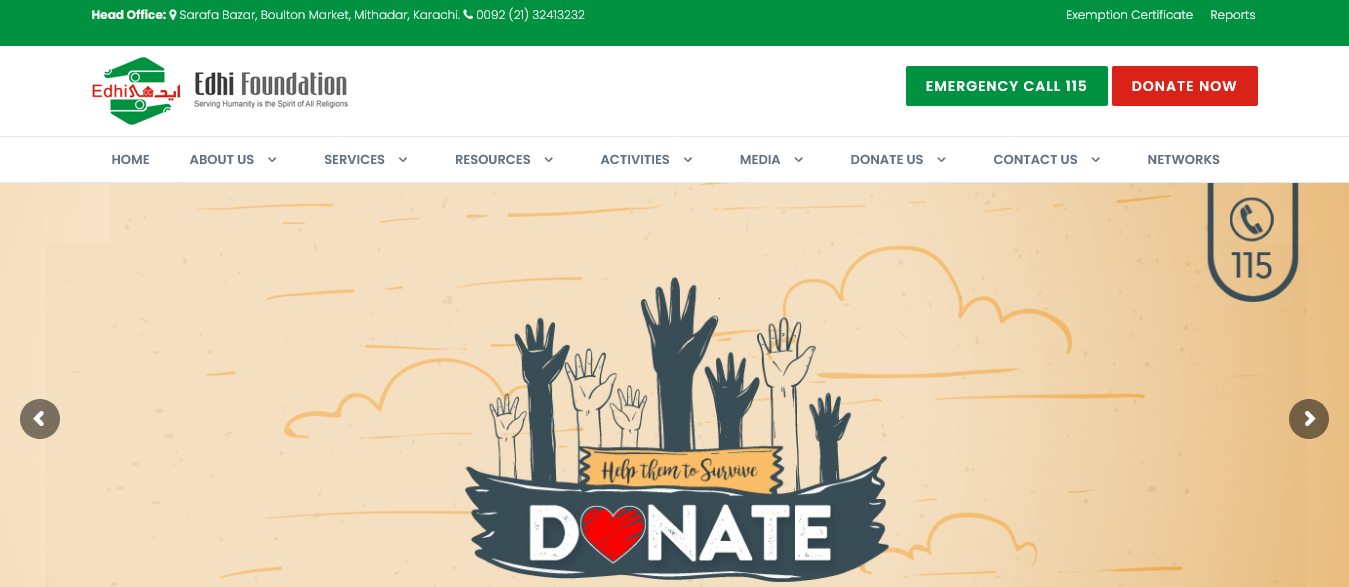 Head Office: Sarafa Bazar, Boulton Market, Mithadar, Karachi. 0092 (21) 32413232
Exemption Certificate Reports
Edhi ایدھی
Edhi Foundation
Serving Humanity is the Spirit of All Religions
EMERGENCY CALL 115 DONATE NOW
HOME ABOUT US SERVICES RESOURCES ACTIVITIES MEDIA DONATE US CONTACT US NETWORKS
115
Help them to Survive
DONATE